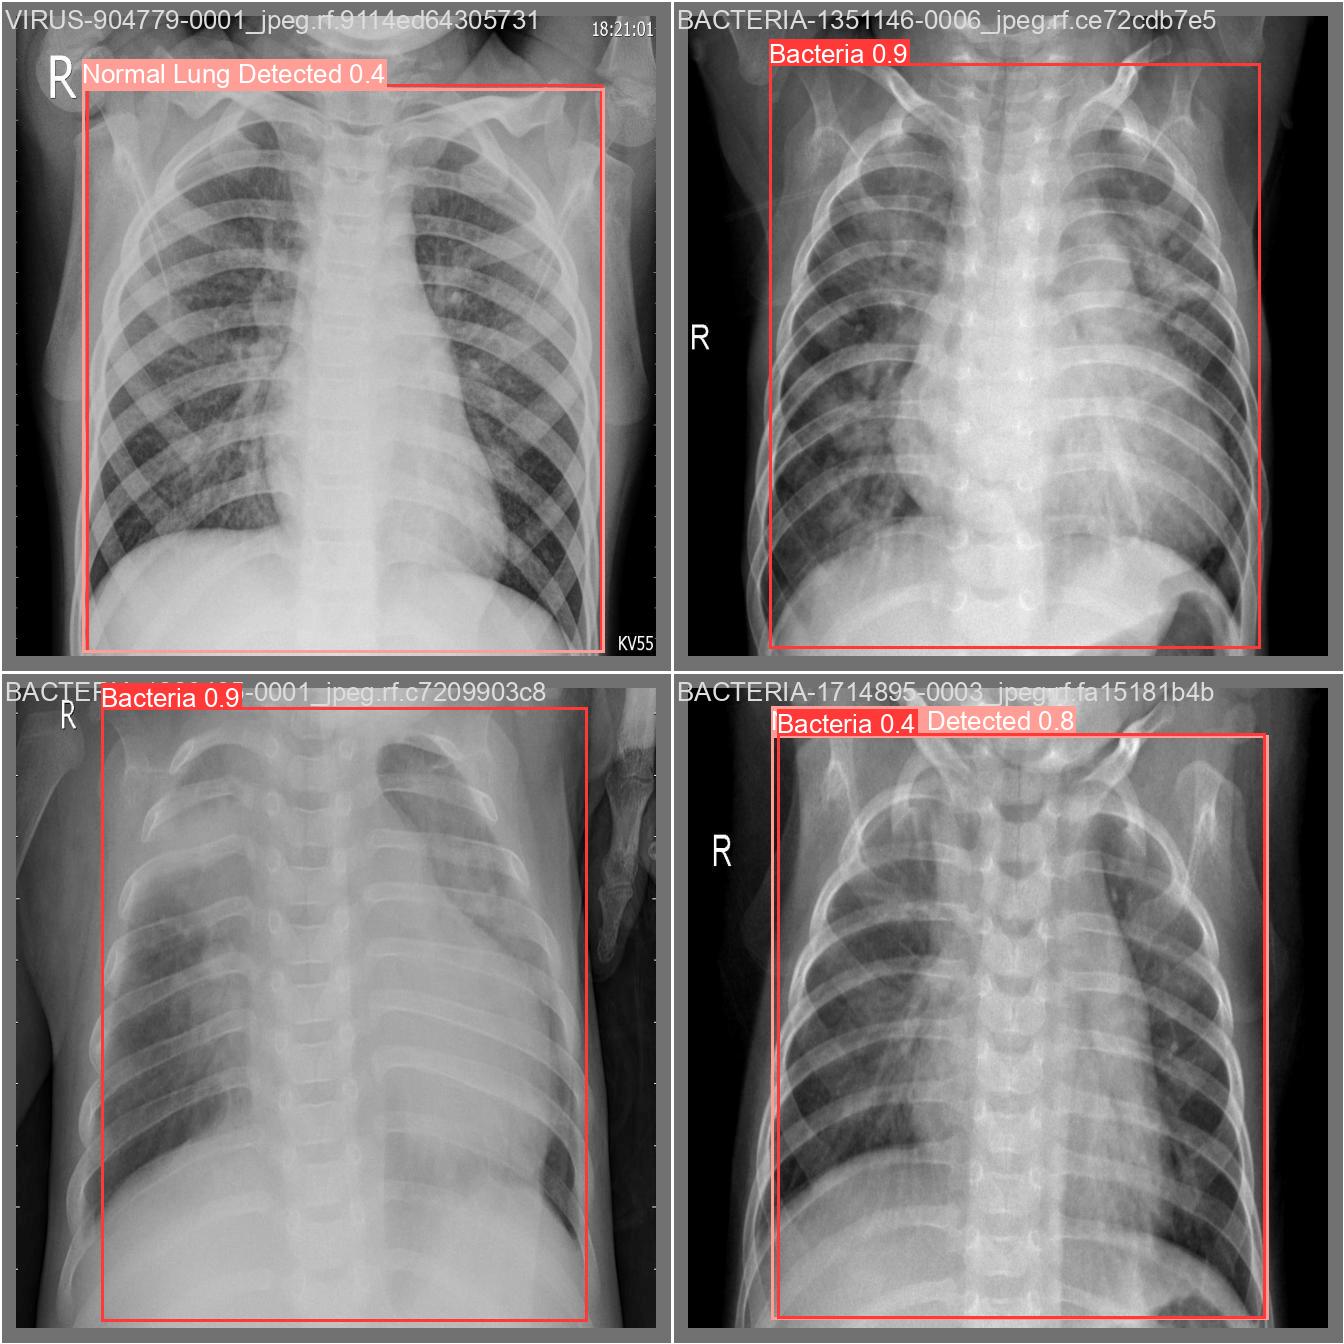 VIRUS-904779-0001_jpeg.rf.9114ed64305731
18:21:01
R
Normal Lung Detected 0.4
KV55
BACTERIA-1351146-0006_jpeg.rf.ce72cdb7e5
Bacteria 0.9
R
-0001_jpeg.rf.c7209903c8
Bacteria 0.9
R
BACTERIA-1714895-0003_jpeg.rf.fa15181b4b
Bacteria 0.4 Detected 0.8
R